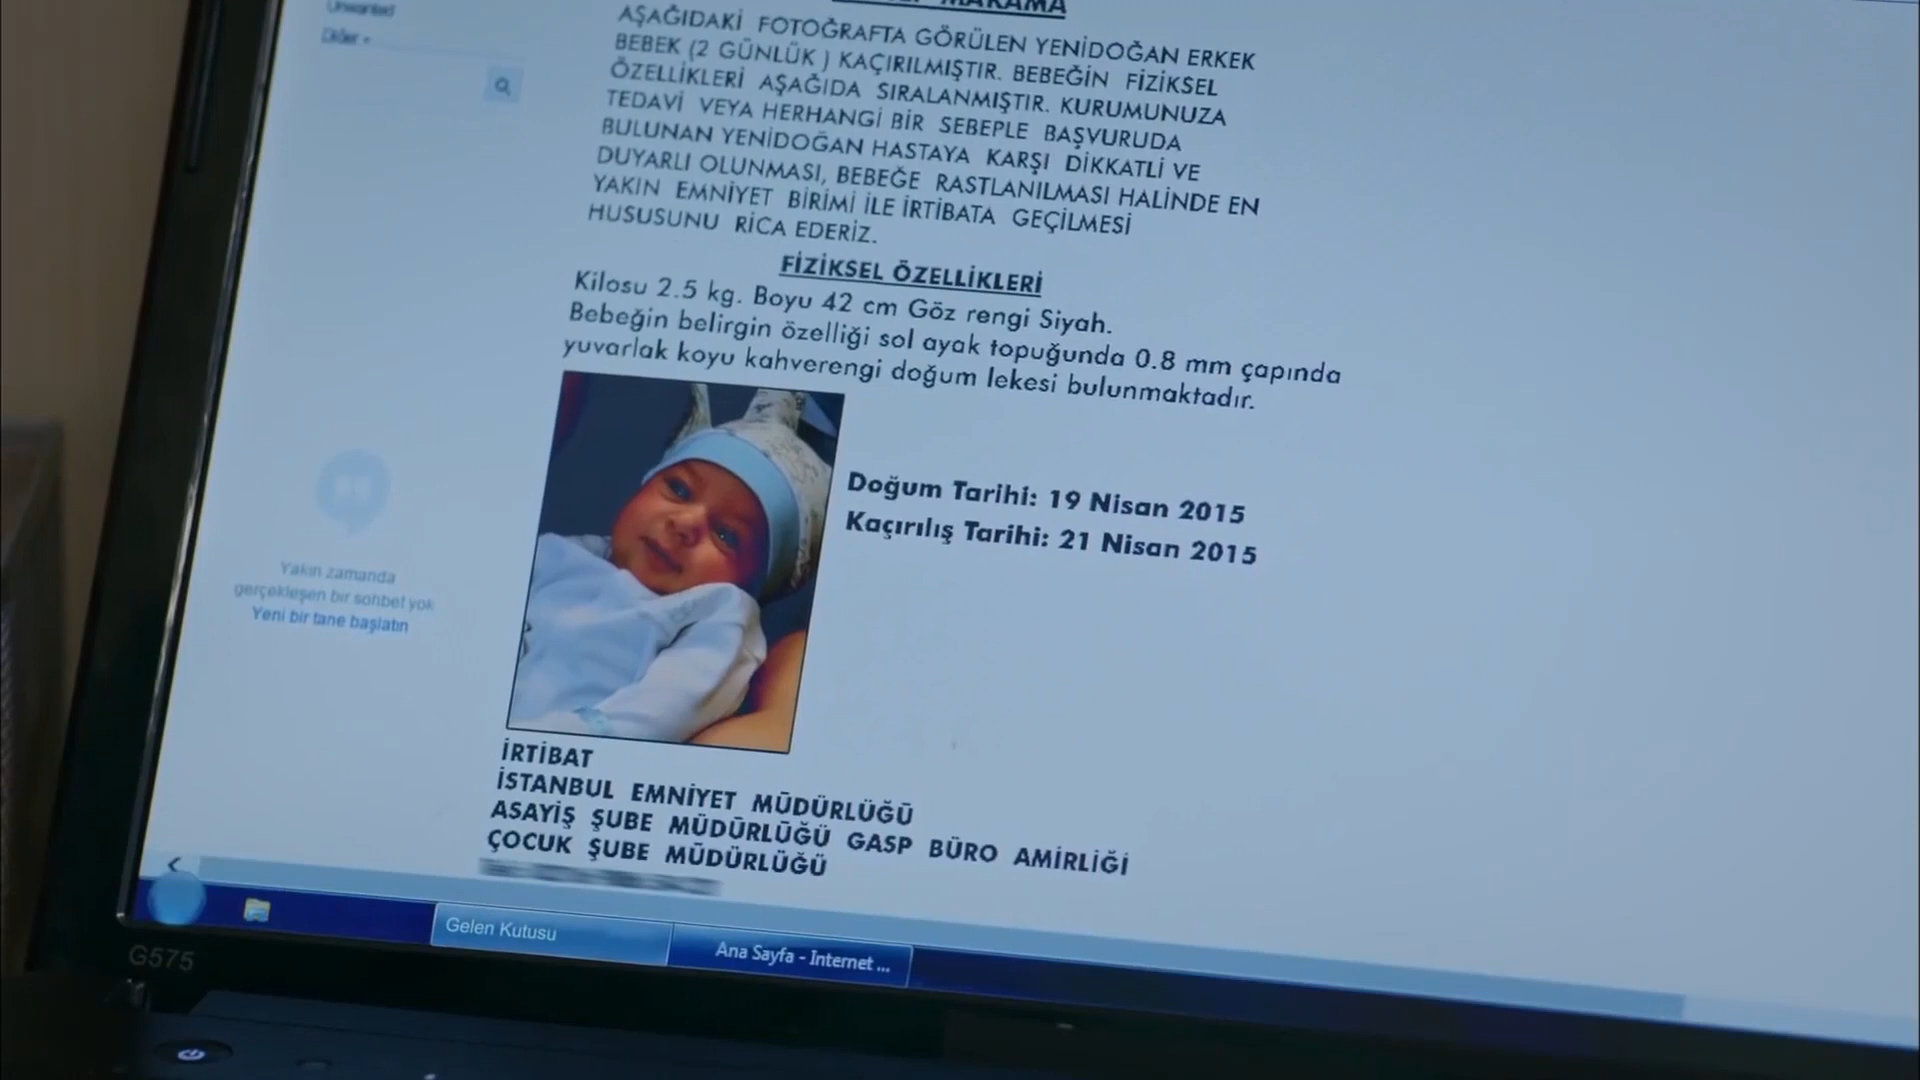 Unwanted
Diğer
MAKAMA
AŞAĞIDAKİ FOTOĞRAFTA GÖRÜLEN YENİDOĞAN ERKEK
BEBEK (2 GÜNLÜK ) KAÇIRILMIŞTIR. BEBEĞİN FİZİKSEL
ÖZELLİKLERİ AŞAĞIDA SIRALANMIŞTIR. KURUMUNUZA
TEDAVİ VEYA HERHANGİ BİR SEBEPLE BAŞVURUDA
BULUNAN YENİDOĞAN HASTAYA KARŞI DİKKATLİ VE
DUYARLI OLUNMASI, BEBEĞE RASTLANILMASI HALİNDE EN
YAKIN EMNİYET BİRİMİ İLE İRTİBATA GEÇİLMESİ
HUSUSUNU RİCA EDERİZ.
FİZİKSEL ÖZELLİKLERİ
Kilosu 2.5 kg. Boyu 42 cm Göz rengi Siyah.
Bebeğin belirgin özelliği sol ayak topuğunda 0.8 mm çapında
yuvarlak koyu kahverengi doğum lekesi bulunmaktadır.
Doğum Tarihi: 19 Nisan 2015
Kaçırılış Tarihi: 21 Nisan 2015
Yakın zamanda
gerçekleşen bir sohbet yok
Yeni bir tane başlatın
İRTİBAT
İSTANBUL EMNİYET MÜDÜRLÜĞÜ
ASAYİŞ ŞUBE MÜDÜRLÜĞÜ GASP BÜRO AMİRLİĞİ
ÇOCUK ŞUBE MÜDÜRLÜĞÜ
Gelen Kutusu
Ana Sayfa - Internet ...
G575